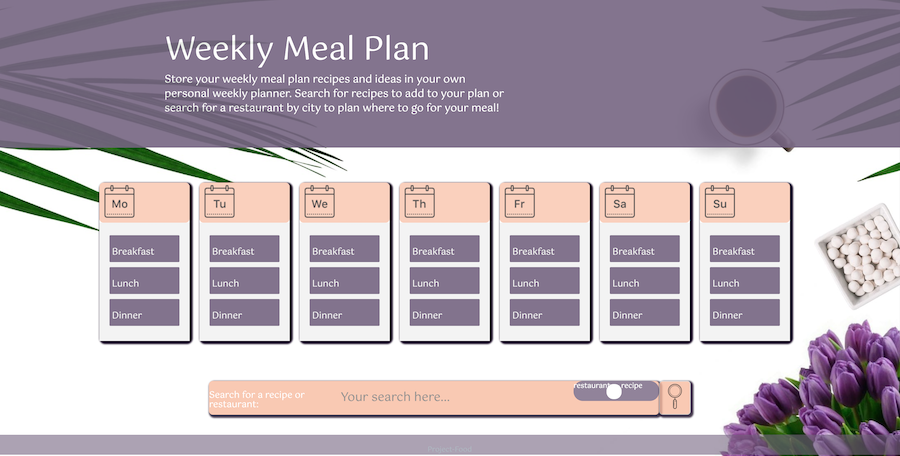 Weekly Meal Plan
Store your weekly meal plan recipes and ideas in your own
personal weekly planner. Search for recipes to add to your plan or
search for a restaurant by city to plan where to go for your meal!
Mo Tu We Th Fr Sa Su
Breakfast Breakfast Breakfast Breakfast Breakfast Breakfast Breakfast
Lunch Lunch Lunch Lunch Lunch Lunch Lunch
Dinner Dinner Dinner Dinner Dinner Dinner Dinner
restaurant recipe
Search for a recipe or
restaurant:
Your search here...